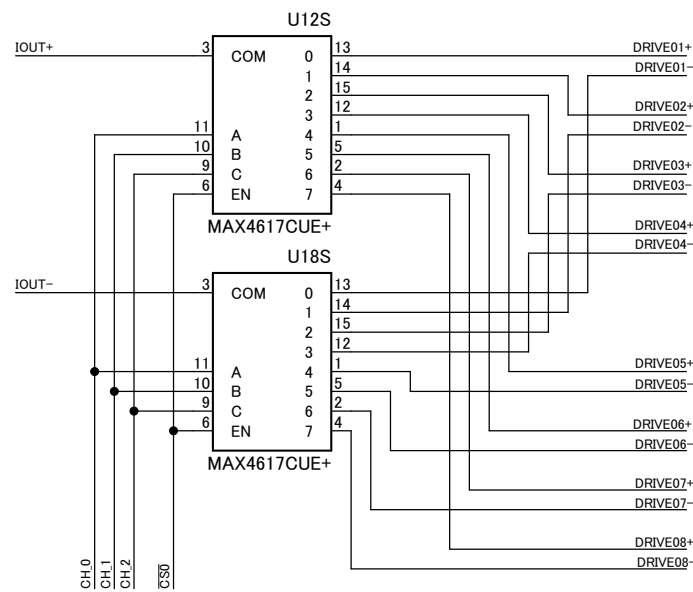 U12S
IOUT+ 3 COM 0 13 DRIVE01+
1 14 DRIVE01-
2 15
3 12 DRIVE02+
11 A 4 1 DRIVE02-
10 B 5 5
9 C 6 2 DRIVE03+
6 EN 7 4 DRIVE03-
MAX4617CUE+ DRIVE04+
U18S DRIVE04-
IOUT- 3 COM 0 13
1 14
2 15
3 12
11 A 4 1 DRIVE05+
10 B 5 5 DRIVE05-
9 C 6 2
6 EN 7 4 DRIVE06+
DRIVE06-
MAX4617CUE+
DRIVE07+
DRIVE07-
DRIVE08+
DRIVE08-
CH_0
CH_1
CH_2
CS0